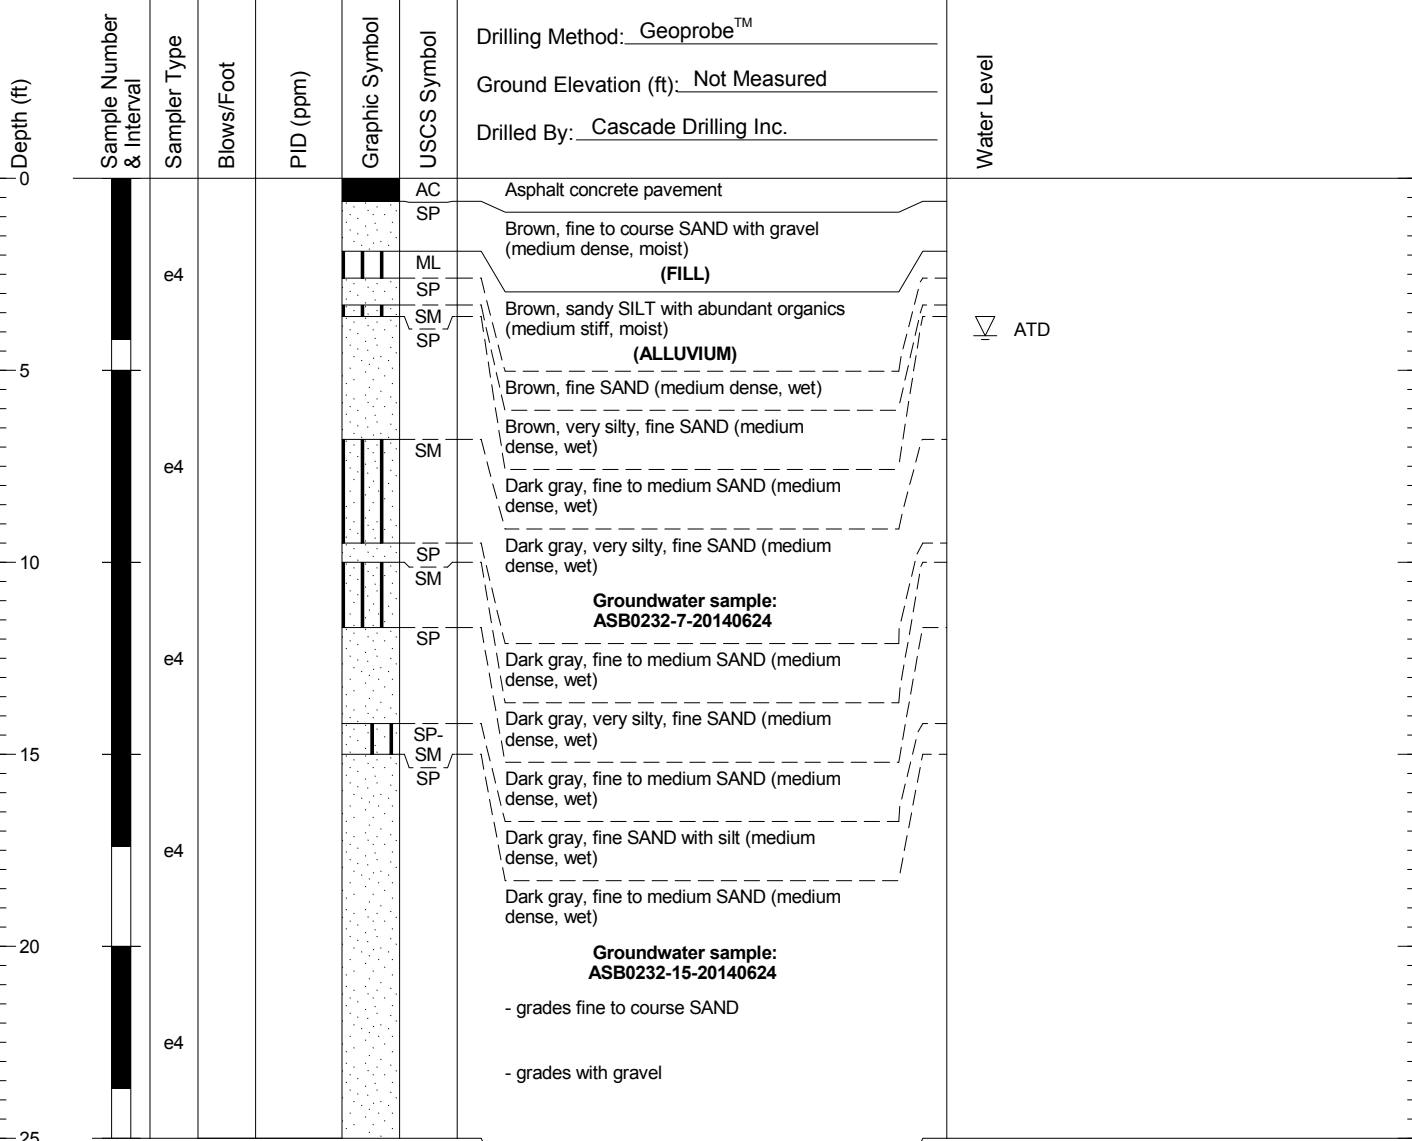 Depth (ft)
Sample Number
& Interval
Sampler Type
Blows/Foot
PID (ppm)
Graphic Symbol
USCS Symbol
Drilling Method: Geoprobe™
Ground Elevation (ft): Not Measured
Drilled By: Cascade Drilling Inc.
Water Level
0
AC
Asphalt concrete pavement
SP
Brown, fine to course SAND with gravel
(medium dense, moist)
(FILL)
e4
ML
SP
Brown, sandy SILT with abundant organics
(medium stiff, moist)
(ALLUVIUM)
SM
SP
ATD
5
Brown, fine SAND (medium dense, wet)
Brown, very silty, fine SAND (medium
dense, wet)
e4
SM
Dark gray, fine to medium SAND (medium
dense, wet)
Dark gray, very silty, fine SAND (medium
dense, wet)
SP
10
SM
Groundwater sample:
ASB0232-7-20140624
SP
e4
Dark gray, fine to medium SAND (medium
dense, wet)
Dark gray, very silty, fine SAND (medium
dense, wet)
SP-
SM
15
SP
Dark gray, fine to medium SAND (medium
dense, wet)
e4
Dark gray, fine SAND with silt (medium
dense, wet)
Dark gray, fine to medium SAND (medium
dense, wet)
20
Groundwater sample:
ASB0232-15-20140624
- grades fine to course SAND
e4
- grades with gravel
25